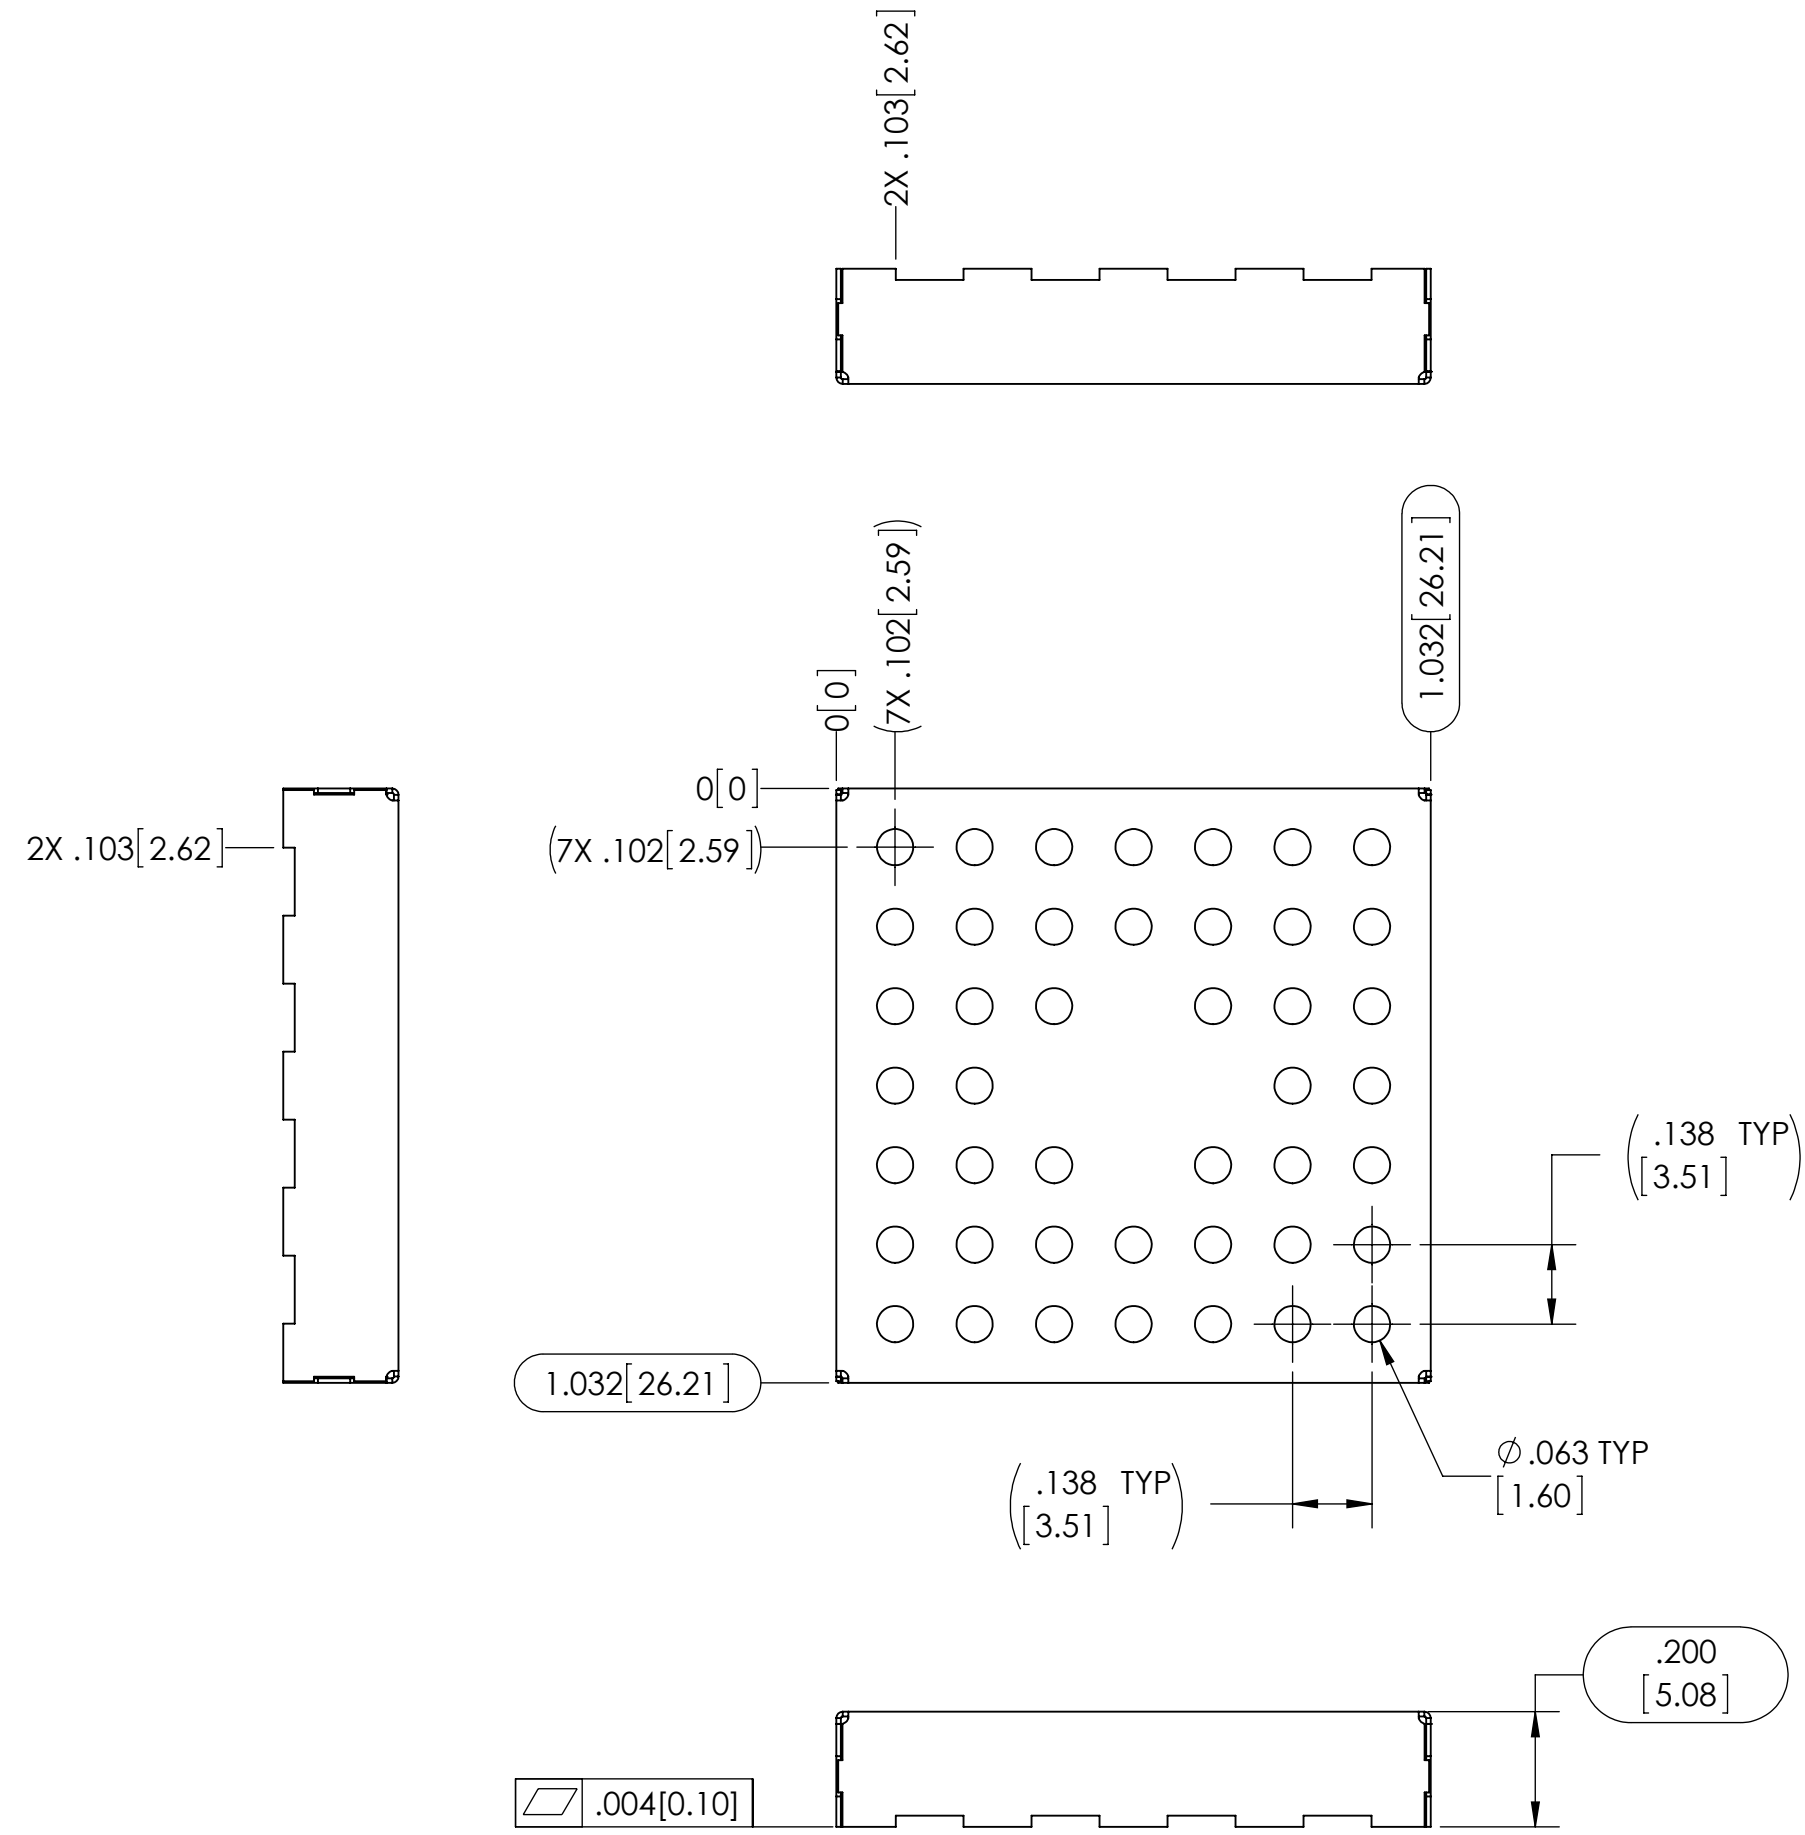 2X .103[2.62]
1.032[26.21]
(7X .102[2.59])
0[0]
0[0]
2X .103[2.62]
(7X .102[2.59])
(.138 TYP
[3.51])
1.032[26.21]
⌀.063 TYP
[1.60]
(.138 TYP
[3.51])
.200
[5.08]
⏥ .004[0.10]